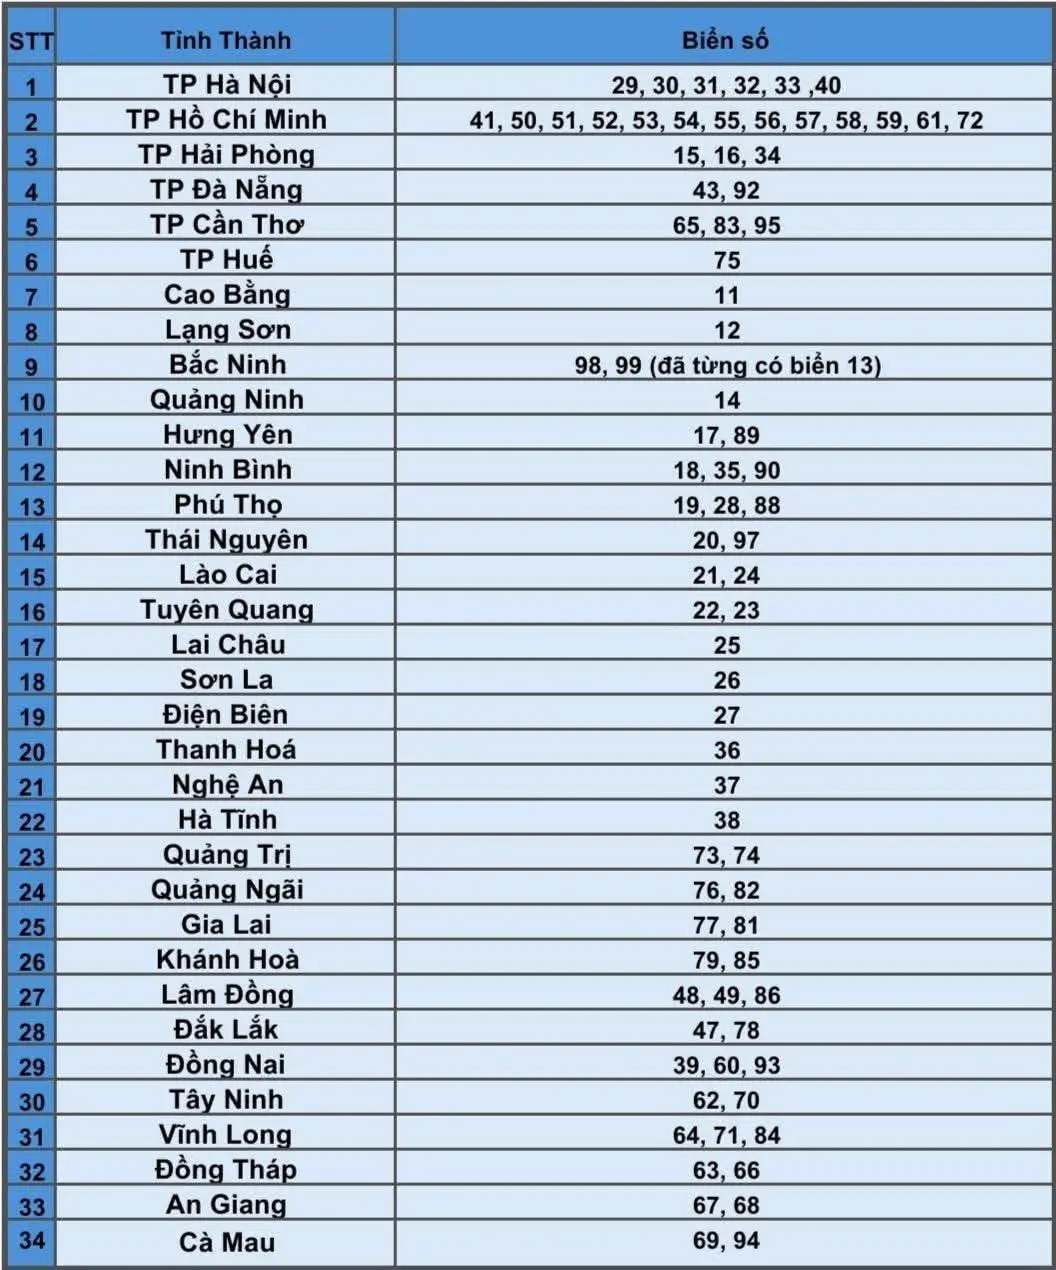 STT Tỉnh Thành Biển số
1 TP Hà Nội 29, 30, 31, 32, 33 ,40
2 TP Hồ Chí Minh 41, 50, 51, 52, 53, 54, 55, 56, 57, 58, 59, 61, 72
3 TP Hải Phòng 15, 16, 34
4 TP Đà Nẵng 43, 92
5 TP Cần Thơ 65, 83, 95
6 TP Huế 75
7 Cao Bằng 11
8 Lạng Sơn 12
9 Bắc Ninh 98, 99 (đã từng có biển 13)
10 Quảng Ninh 14
11 Hưng Yên 17, 89
12 Ninh Bình 18, 35, 90
13 Phú Thọ 19, 28, 88
14 Thái Nguyên 20, 97
15 Lào Cai 21, 24
16 Tuyên Quang 22, 23
17 Lai Châu 25
18 Sơn La 26
19 Điện Biên 27
20 Thanh Hoá 36
21 Nghệ An 37
22 Hà Tĩnh 38
23 Quảng Trị 73, 74
24 Quảng Ngãi 76, 82
25 Gia Lai 77, 81
26 Khánh Hoà 79, 85
27 Lâm Đồng 48, 49, 86
28 Đắk Lắk 47, 78
29 Đồng Nai 39, 60, 93
30 Tây Ninh 62, 70
31 Vĩnh Long 64, 71, 84
32 Đồng Tháp 63, 66
33 An Giang 67, 68
34 Cà Mau 69, 94